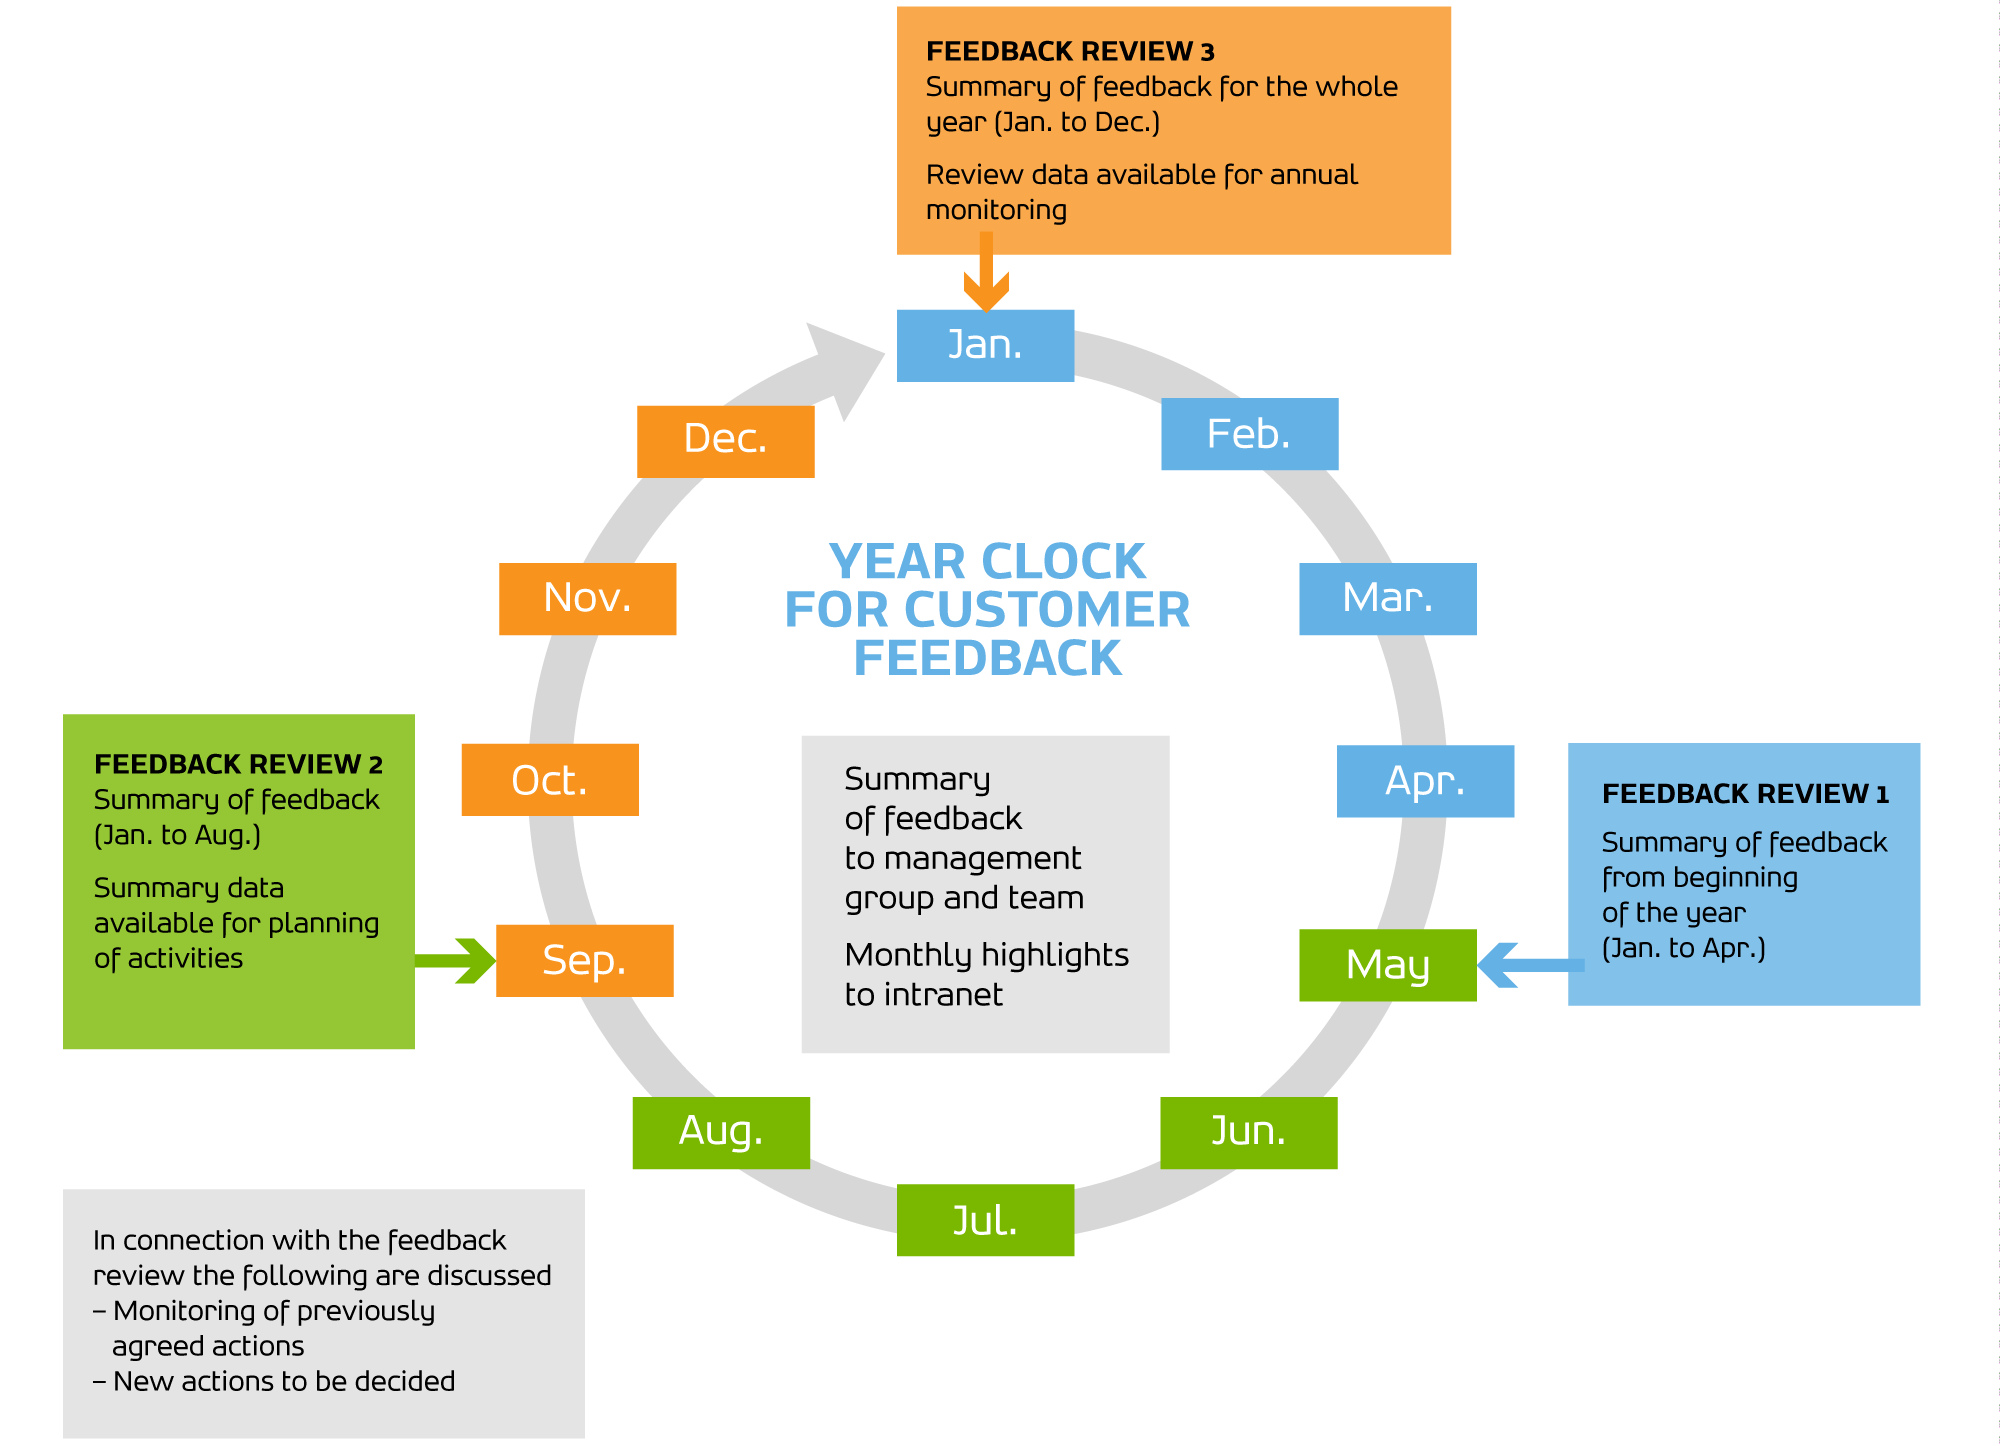 FEEDBACK REVIEW 3
Summary of feedback for the whole
year (Jan. to Dec.)
Review data available for annual
monitoring
Jan.
Feb.
Mar.
Apr.
May
Jun.
Jul.
Aug.
Sep.
Oct.
Nov.
Dec.
YEAR CLOCK
FOR CUSTOMER
FEEDBACK
Summary
of feedback
to management
group and team
Monthly highlights
to intranet
FEEDBACK REVIEW 1
Summary of feedback
from beginning
of the year
(Jan. to Apr.)
FEEDBACK REVIEW 2
Summary of feedback
(Jan. to Aug.)
Summary data
available for planning
of activities
In connection with the feedback
review the following are discussed
– Monitoring of previously
agreed actions
– New actions to be decided